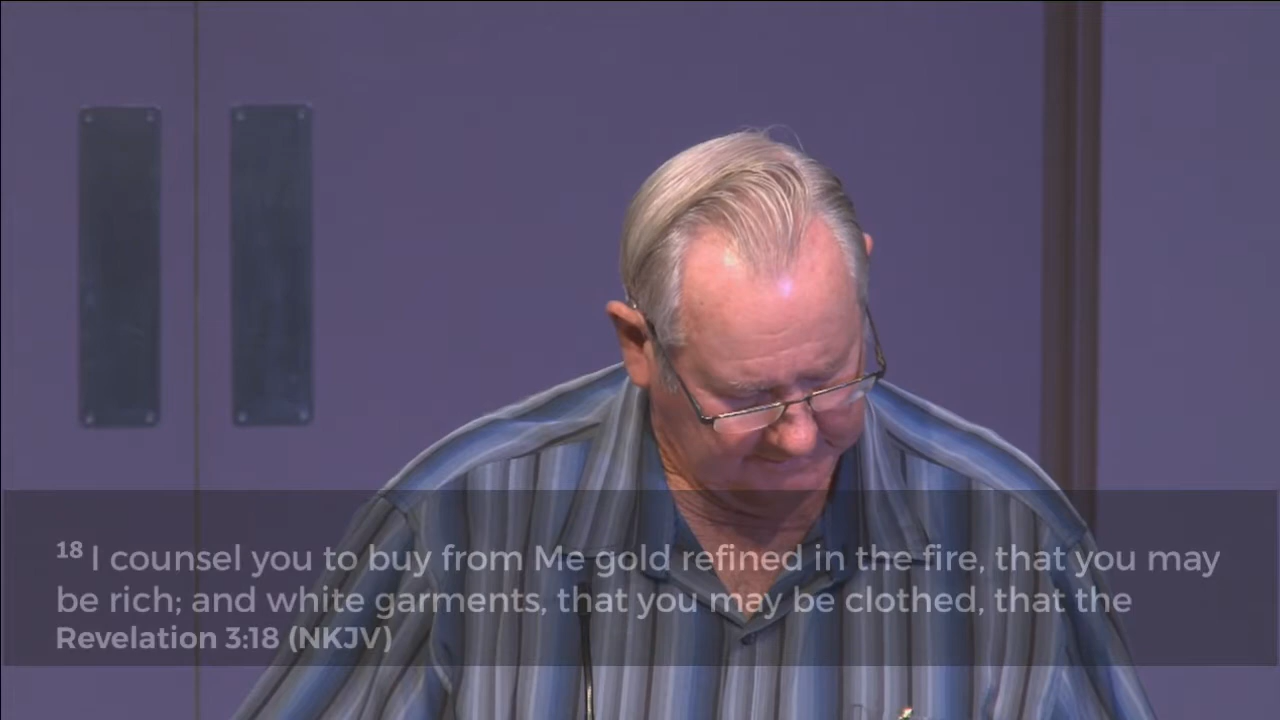 18 I counsel you to buy from Me gold refined in the fire, that you may
be rich; and white garments, that you may be clothed, that the
Revelation 3:18 (NKJV)